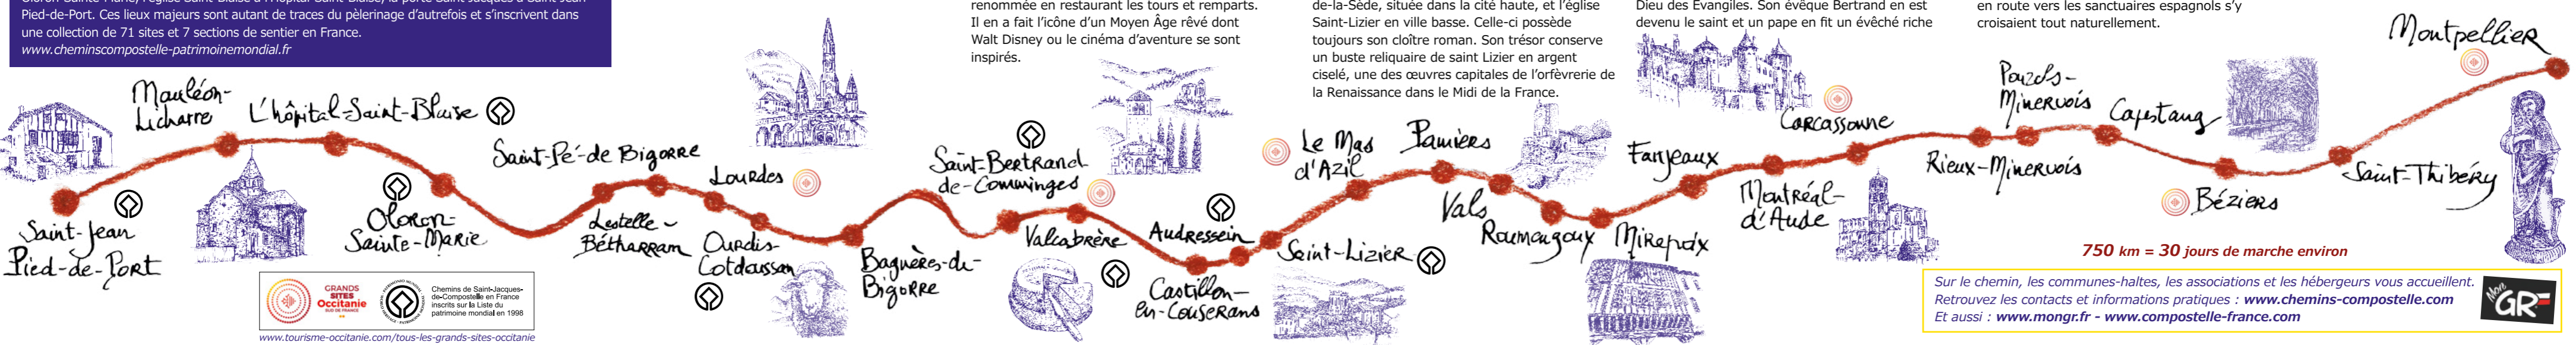 Pied-de-Port. Ces lieux majeurs sont autant de traces du pèlerinage d'autrefois et s'inscrivent dans
une collection de 71 sites et 7 sections de sentier en France.
www.cheminscompostelle-patrimoinemondial.fr
renommée en restaurant les tours et remparts.
Il en a fait l'icône d'un Moyen Âge rêvé dont
Walt Disney ou le cinéma d'aventure se sont
inspirés.
de-la-Sède, située dans la cité haute, et l'église
Saint-Lizier en ville basse. Celle-ci possède
toujours son cloître roman. Son trésor conserve
un buste reliquaire de saint Lizier en argent
ciselé, une des œuvres capitales de l'orfèvrerie de
la Renaissance dans le Midi de la France.
Dieu des Evangiles. Son évêque Bertrand en est
devenu le saint et un pape en fit un évêché riche
en route vers les sanctuaires espagnols s'y
croisaient tout naturellement.
Saint-Jean
Pied-de-Port
Mauléon-
Licharre
L'hôpital-Saint-Blaise
Oloron-
Sainte-Marie
Lestelle-
Bétharram
Saint-Pé-de Bigorre
Lourdes
Ourdis-
Cotdoussan
Bagnères-de-
Bigorre
Valcabrère
Saint-Bertrand
de-Comminges
Castillon-
en-Couserans
Audressein
Saint-Lizier
Le Mas
d'Azil
Pamiers
Vals
Roumengoux
Mirepoix
Fanjeaux
Montréal-
d'Aude
Carcassonne
Rieux-Minervois
Pouzols-
Minervois
Capestang
Béziers
Saint-Thibéry
Montpellier
GRANDS
SITES
Occitanie
SUD DE FRANCE
Chemins de Saint-Jacques-
de-Compostelle en France
inscrits sur la Liste du
patrimoine mondial en 1998
www.tourisme-occitanie.com/tous-les-grands-sites-occitanie
750 km = 30 jours de marche environ
Sur le chemin, les communes-haltes, les associations et les hébergeurs vous accueillent.
Retrouvez les contacts et informations pratiques : www.chemins-compostelle.com
Et aussi : www.mongr.fr - www.compostelle-france.com
Mon
GR